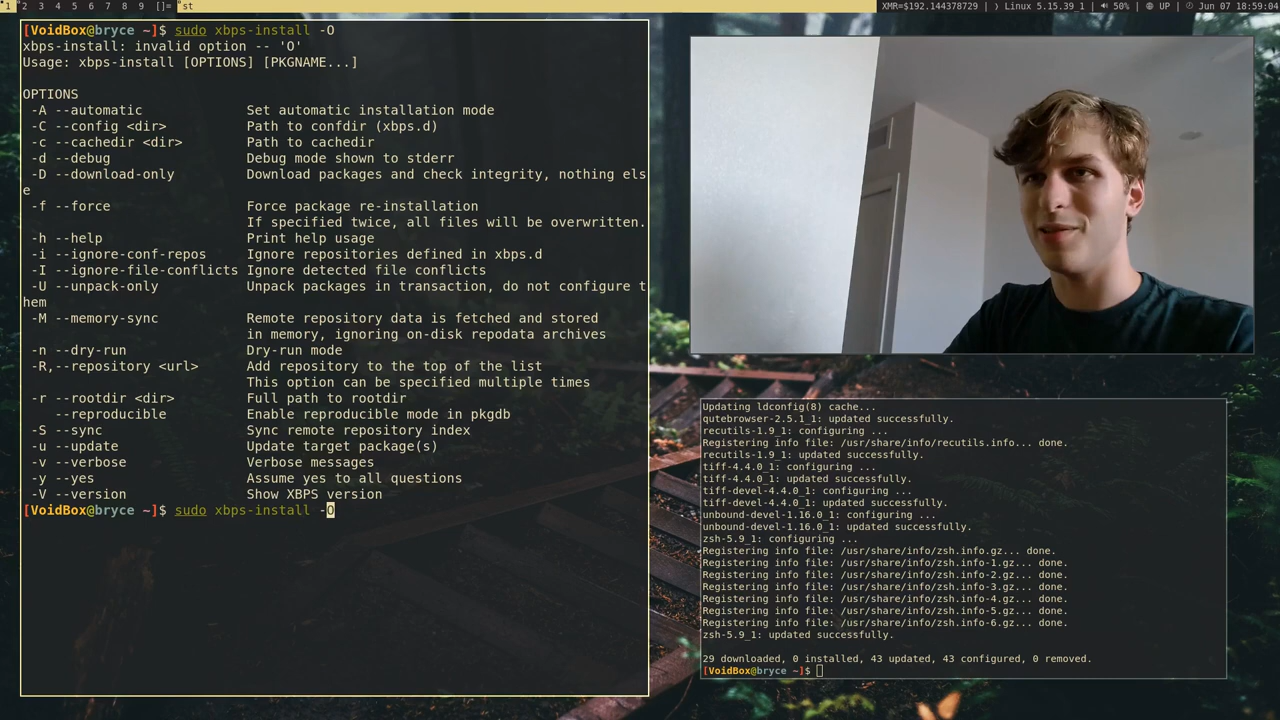 1 2 3 4 5 6 7 8 9 []= st XMR=$192.144378729 | Linux 5.15.39_1 | 50% | UP | Jun 07 18:59:04
[VoidBox@bryce ~]$ sudo xbps-install -O
xbps-install: invalid option -- 'O'
Usage: xbps-install [OPTIONS] [PKGNAME...]
OPTIONS
-A --automatic Set automatic installation mode
-C --config <dir> Path to confdir (xbps.d)
-c --cachedir <dir> Path to cachedir
-d --debug Debug mode shown to stderr
-D --download-only Download packages and check integrity, nothing els
e
-f --force Force package re-installation
If specified twice, all files will be overwritten.
-h --help Print help usage
-i --ignore-conf-repos Ignore repositories defined in xbps.d
-I --ignore-file-conflicts Ignore detected file conflicts
-U --unpack-only Unpack packages in transaction, do not configure t
hem
-M --memory-sync Remote repository data is fetched and stored
in memory, ignoring on-disk repodata archives
-n --dry-run Dry-run mode
-R,--repository <url> Add repository to the top of the list
This option can be specified multiple times
-r --rootdir <dir> Full path to rootdir
--reproducible Enable reproducible mode in pkgdb
-S --sync Sync remote repository index
-u --update Update target package(s)
-v --verbose Verbose messages
-y --yes Assume yes to all questions
-V --version Show XBPS version
[VoidBox@bryce ~]$ sudo xbps-install -O
Updating ldconfig(8) cache...
qutebrowser-2.5.1_1: updated successfully.
recutils-1.9_1: configuring ...
Registering info file: /usr/share/info/recutils.info... done.
recutils-1.9_1: updated successfully.
tiff-4.4.0_1: configuring ...
tiff-4.4.0_1: updated successfully.
tiff-devel-4.4.0_1: configuring ...
tiff-devel-4.4.0_1: updated successfully.
unbound-devel-1.16.0_1: configuring ...
unbound-devel-1.16.0_1: updated successfully.
zsh-5.9_1: configuring ...
Registering info file: /usr/share/info/zsh.info.gz... done.
Registering info file: /usr/share/info/zsh.info-1.gz... done.
Registering info file: /usr/share/info/zsh.info-2.gz... done.
Registering info file: /usr/share/info/zsh.info-3.gz... done.
Registering info file: /usr/share/info/zsh.info-4.gz... done.
Registering info file: /usr/share/info/zsh.info-5.gz... done.
Registering info file: /usr/share/info/zsh.info-6.gz... done.
zsh-5.9_1: updated successfully.
29 downloaded, 0 installed, 43 updated, 43 configured, 0 removed.
[VoidBox@bryce ~]$